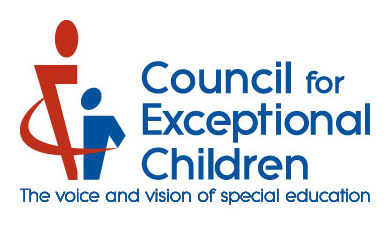 Council for
Exceptional
Children
The voice and vision of special education